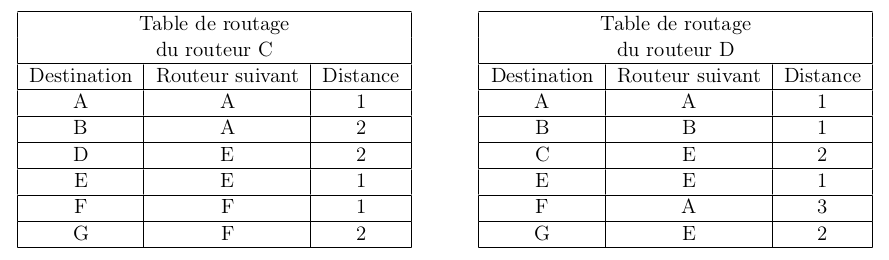 Table de routage
du routeur C
Destination Routeur suivant Distance
A A 1
B A 2
D E 2
E E 1
F F 1
G F 2
Table de routage
du routeur D
Destination Routeur suivant Distance
A A 1
B B 1
C E 2
E E 1
F A 3
G E 2